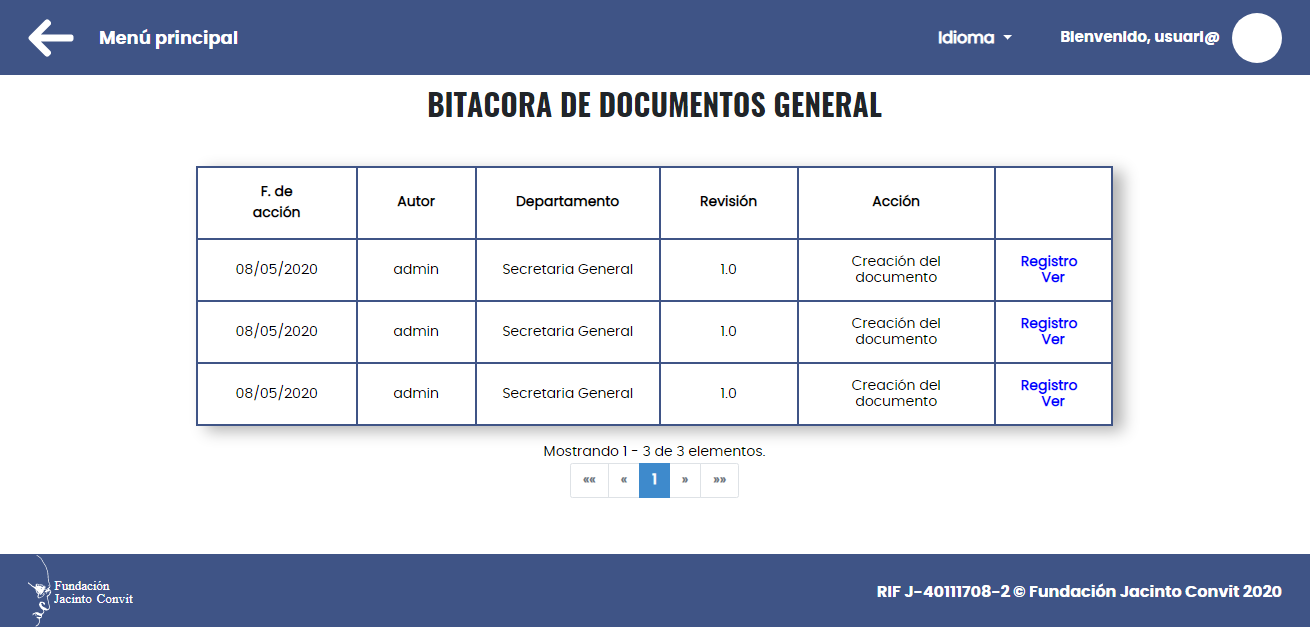 Menú principal
Idioma
Bienvenido, usuari@
BITACORA DE DOCUMENTOS GENERAL
F. de
acción
Autor
Departamento
Revisión
Acción
08/05/2020
admin
Secretaria General
1.0
Creación del
documento
Registro
Ver
08/05/2020
admin
Secretaria General
1.0
Creación del
documento
Registro
Ver
08/05/2020
admin
Secretaria General
1.0
Creación del
documento
Registro
Ver
Mostrando 1 - 3 de 3 elementos.
«« « 1 » »»
Fundación
Jacinto Convit
RIF J-40111708-2 © Fundación Jacinto Convit 2020